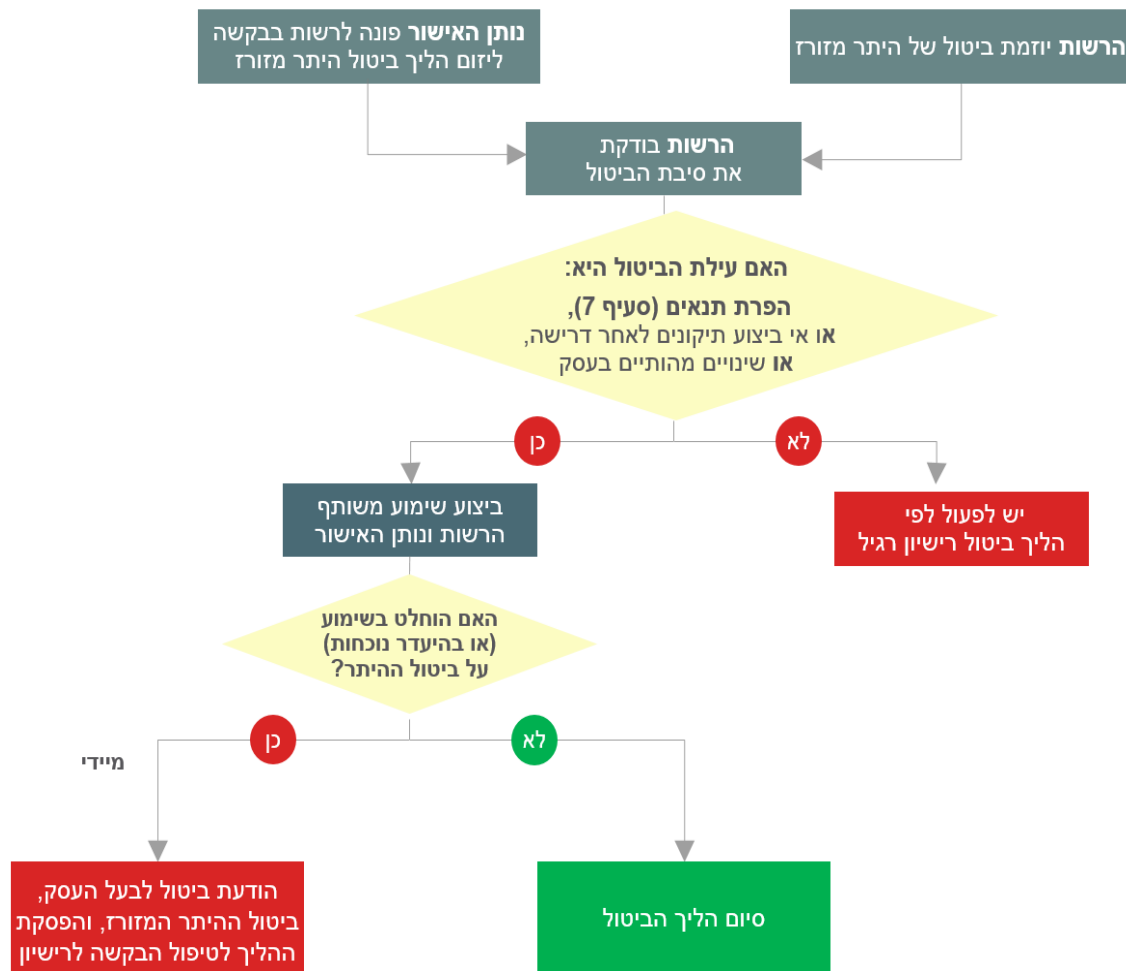 הרשות יוזמת ביטול של היתר מזורז
נותן האישור פונה לרשות בבקשה
ליזום הליך ביטול היתר מזורז
הרשות בודקת
את סיבת הביטול
האם עילת הביטול היא:
הפרת תנאים (סעיף 7),
או אי ביצוע תיקונים לאחר דרישה,
או שינויים מהותיים בעסק
לא
כן
יש לפעול לפי
הליך ביטול רישיון רגיל
ביצוע שימוע משותף
הרשות ונותן האישור
האם הוחלט בשימוע
(או בהיעדר נוכחות)
על ביטול ההיתר?
לא
כן
מיידי
סיום הליך הביטול
הודעת ביטול לבעל העסק,
ביטול ההיתר המזורז, והפסקת
ההליך לטיפול הבקשה לרישיון